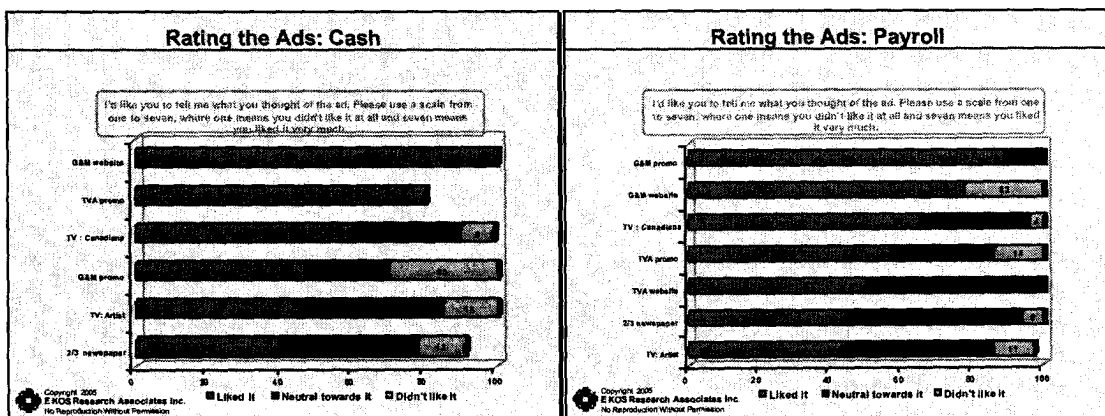 Rating the Ads: Cash
I'd like you to tell me what you thought of the ad. Please use a scale from
one to seven, where one means you didn't like it at all and seven means
you liked it very much.
G&M website
TVA promo
TV : Canadians
G&M promo
TV: Artist
2/3 newspaper
0 20 40 60 80 100
Liked it Neutral towards it Didn't like it
Copyright 2005
EKOS Research Associates Inc.
No Reproduction Without Permission
Rating the Ads: Payroll
I'd like you to tell me what you thought of the ad. Please use a scale from one
to seven, where one means you didn't like it at all and seven means you liked
it very much.
G&M promo
G&M website
TV : Canadians
TVA promo
TVA website
2/3 newspaper
TV: Artist
0 20 40 60 80 100
Liked it Neutral towards it Didn't like it
Copyright 2005
EKOS Research Associates Inc.
No Reproduction Without Permission